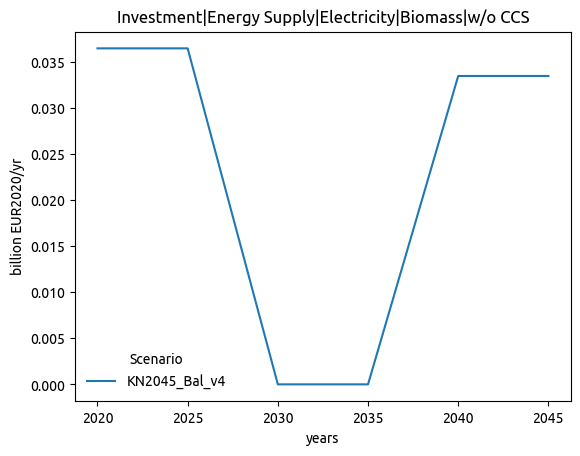 Investment|Energy Supply|Electricity|Biomass|w/o CCS
billion EUR2020/yr
0.035
0.030
0.025
0.020
0.015
0.010
0.005
0.000
Scenario
KN2045_Bal_v4
2020 2025 2030 2035 2040 2045
years